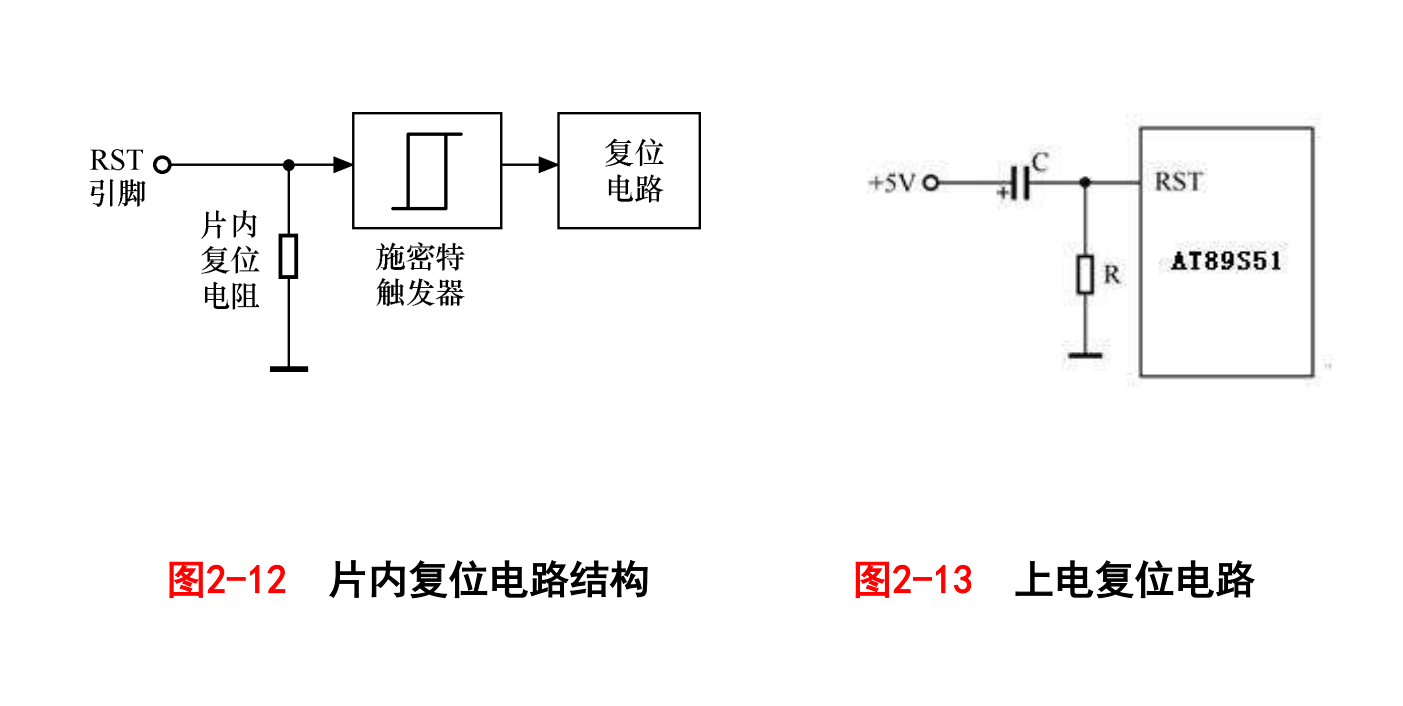 RST
引脚
片内
复位
电阻
施密特
触发器
复位
电路
+5V
+
C
R
RST
AT89S51
图2-12 片内复位电路结构
图2-13 上电复位电路